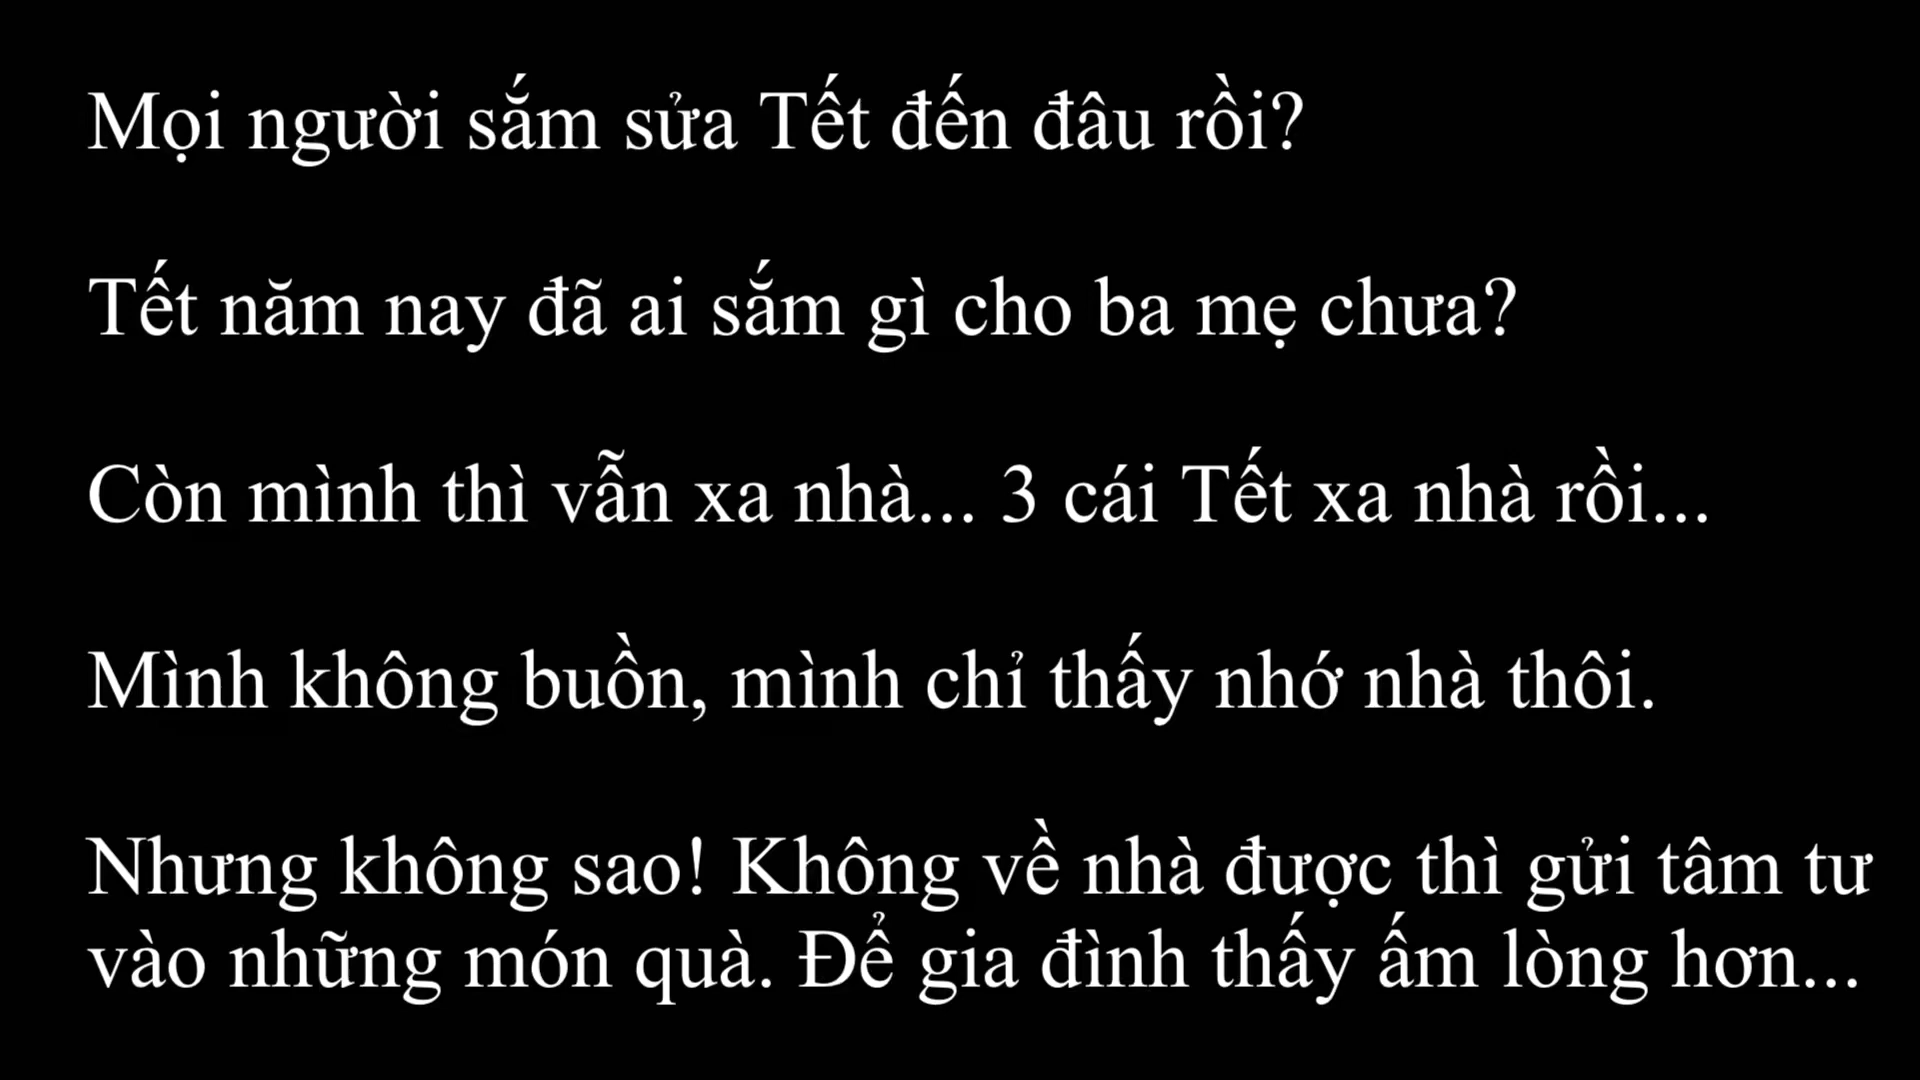 Mọi người sắm sửa Tết đến đâu rồi?
Tết năm nay đã ai sắm gì cho ba mẹ chưa?
Còn mình thì vẫn xa nhà... 3 cái Tết xa nhà rồi...
Mình không buồn, mình chỉ thấy nhớ nhà thôi.
Nhưng không sao! Không về nhà được thì gửi tâm tư
vào những món quà. Để gia đình thấy ấm lòng hơn...